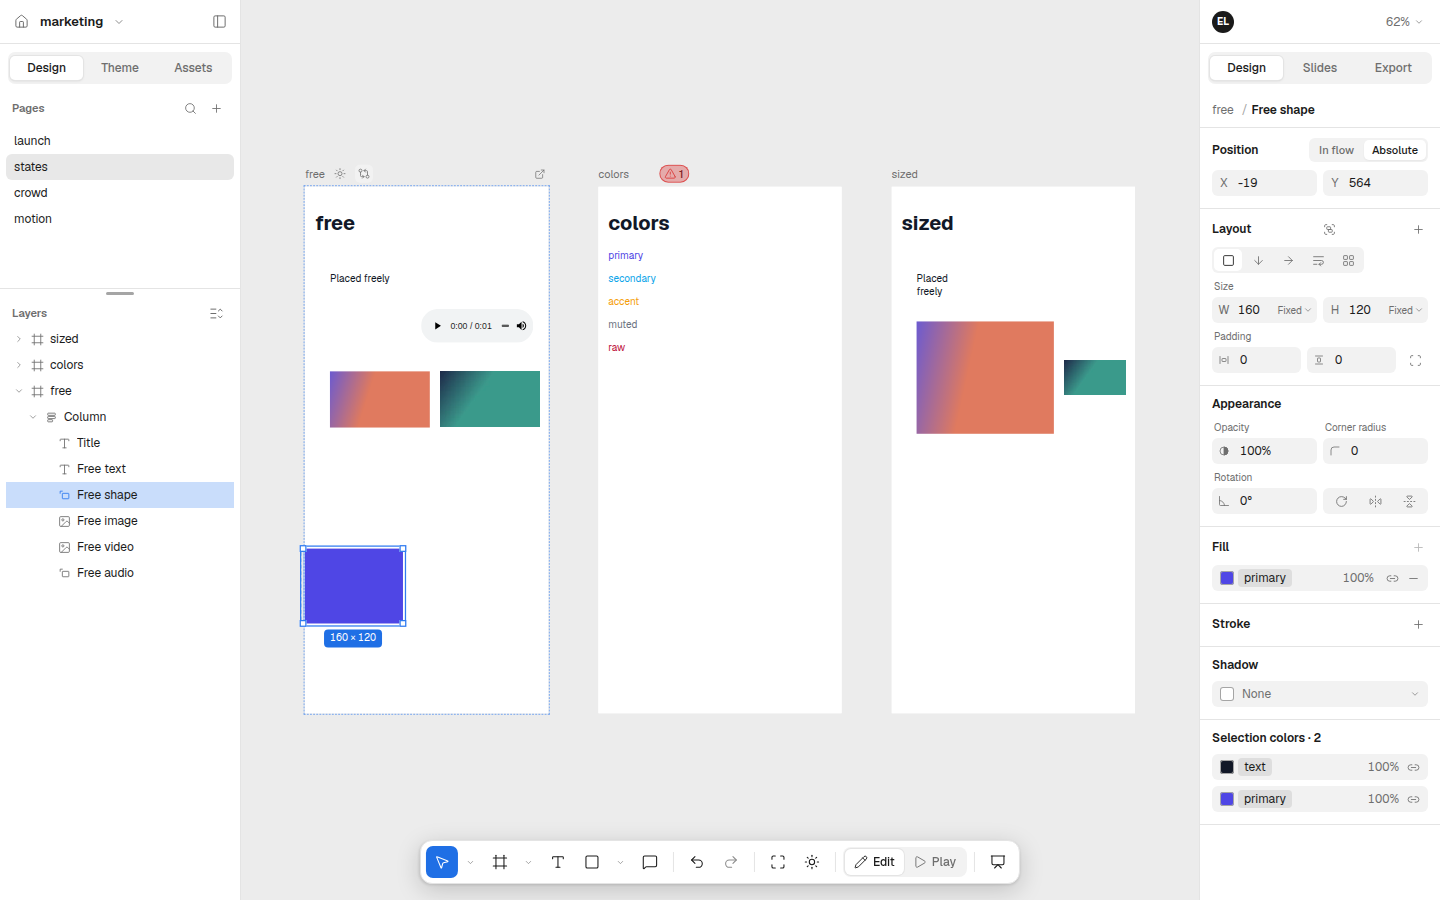 marketing
Design
Theme
Assets
Pages
launch
states
crowd
motion
Layers
sized
colors
free
Column
Title
Free text
Free shape
Free image
Free video
Free audio
free
free
Placed freely
0:00 / 0:01
160 × 120
colors
1
colors
primary
secondary
accent
muted
raw
sized
sized
Placed
freely
Edit
Play
EL
62%
Design
Slides
Export
free / Free shape
Position
In flow
Absolute
X -19
Y 564
Layout
Size
W 160 Fixed
H 120 Fixed
Padding
0
0
Appearance
Opacity
Corner radius
100%
0
Rotation
0°
Fill
primary 100%
Stroke
Shadow
None
Selection colors · 2
text 100%
primary 100%